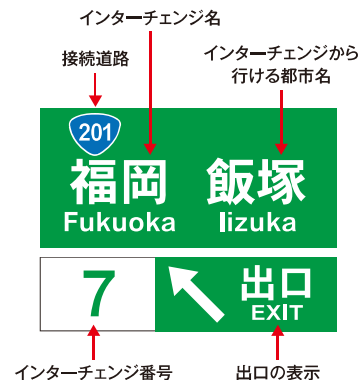 インターチェンジ名
接続道路
インターチェンジから
行ける都市名
201
福岡 飯塚
Fukuoka Iizuka
7 出口
EXIT
インターチェンジ番号
出口の表示